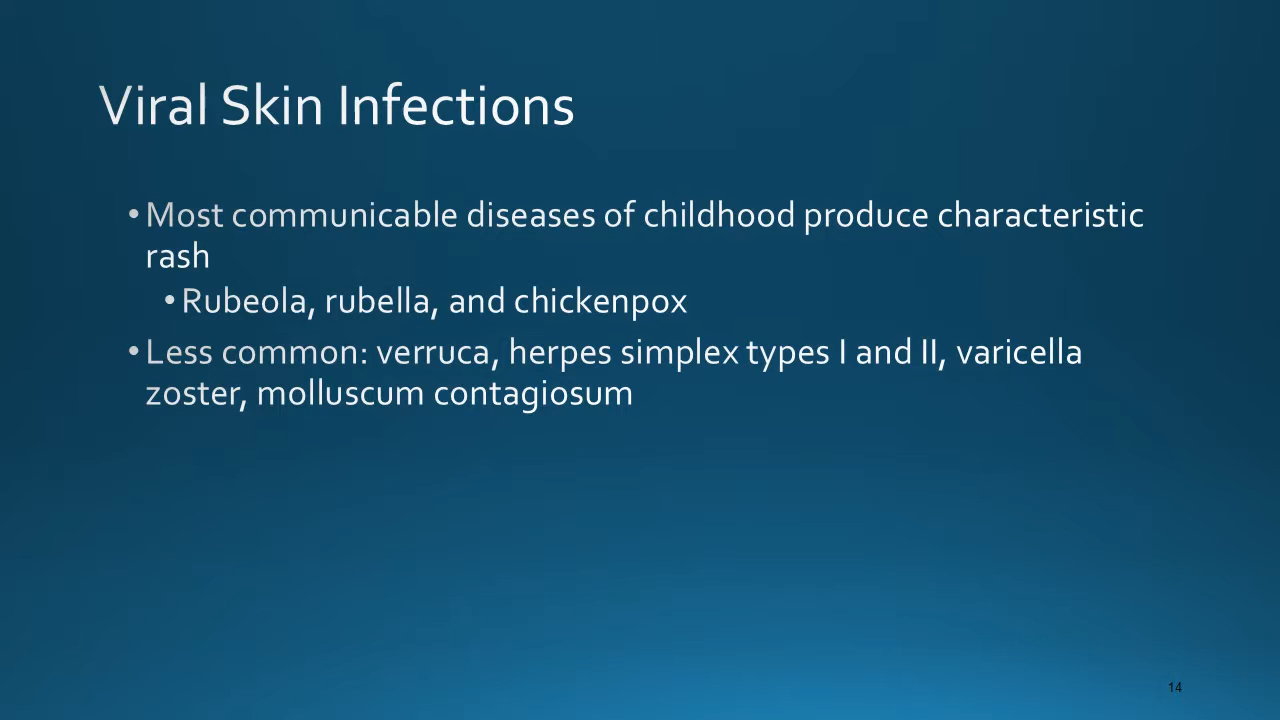 Viral Skin Infections
• Most communicable diseases of childhood produce characteristic
rash
• Rubeola, rubella, and chickenpox
• Less common: verruca, herpes simplex types I and II, varicella
zoster, molluscum contagiosum
14